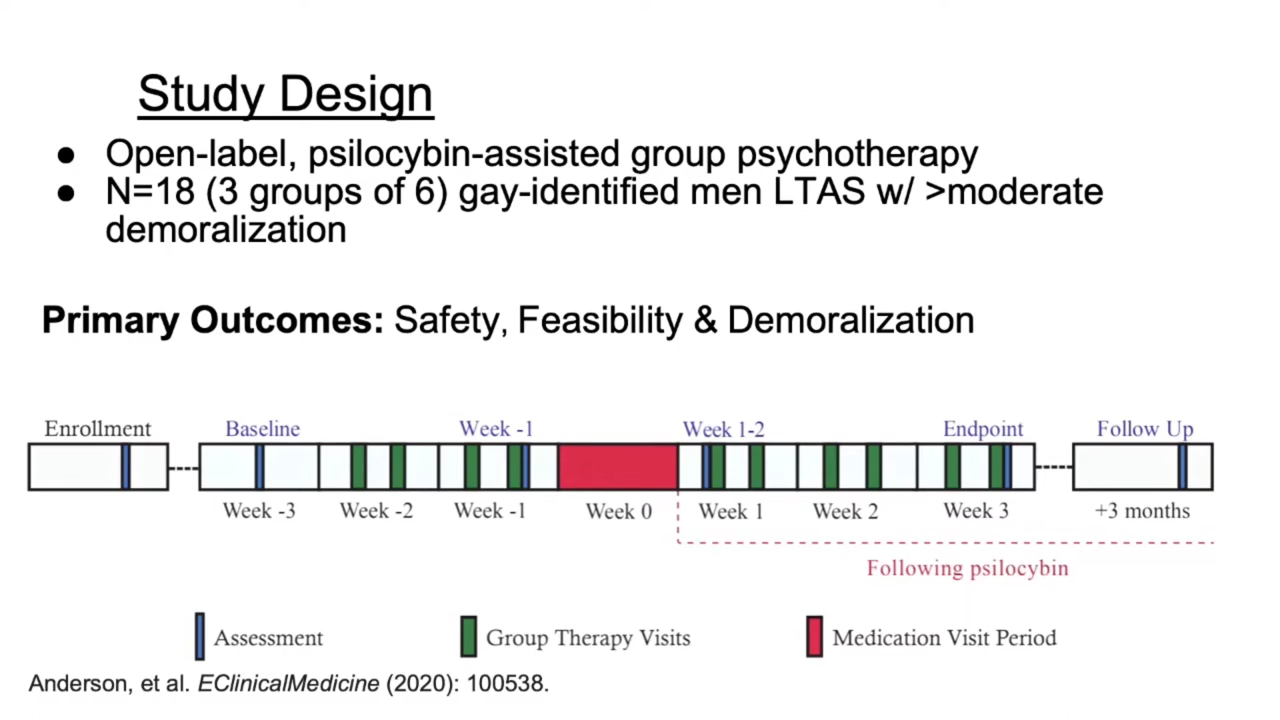 Study Design
● Open-label, psilocybin-assisted group psychotherapy
● N=18 (3 groups of 6) gay-identified men LTAS w/ >moderate
demoralization
Primary Outcomes: Safety, Feasibility & Demoralization
Enrollment Baseline Week -1 Week 1-2 Endpoint Follow Up
Week -3 Week -2 Week -1 Week 0 Week 1 Week 2 Week 3 +3 months
Following psilocybin
Assessment Group Therapy Visits Medication Visit Period
Anderson, et al. EClinicalMedicine (2020): 100538.